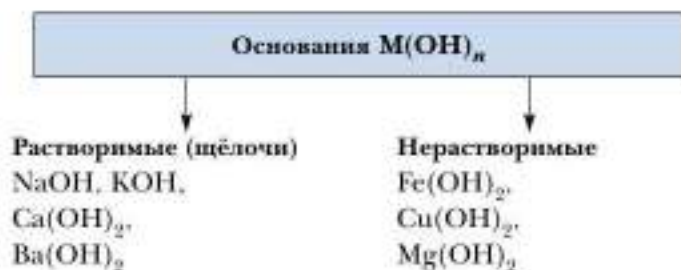 Основания M(OH)ₙ
Растворимые (щёлочи)
NaOH, KOH,
Ca(OH)₂,
Ba(OH)₂
Нерастворимые
Fe(OH)₂,
Cu(OH)₂,
Mg(OH)₂